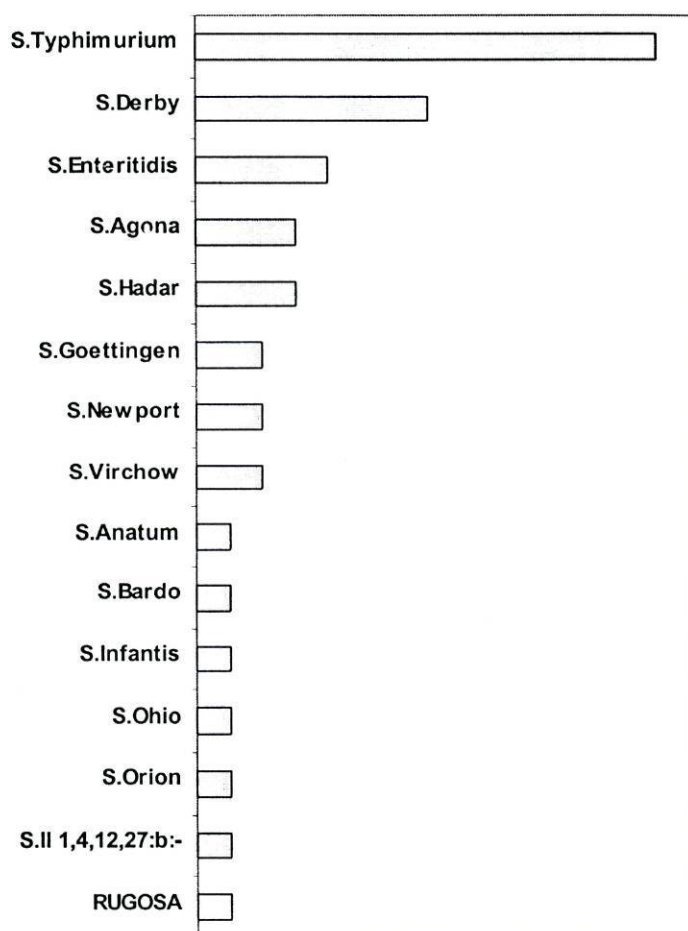 S.Typhimurium
S.Derby
S.Enteritidis
S.Agona
S.Hadar
S.Goettingen
S.Newport
S.Virchow
S.Anatum
S.Bardo
S.Infantis
S.Ohio
S.Orion
S.II 1,4,12,27:b:-
RUGOSA